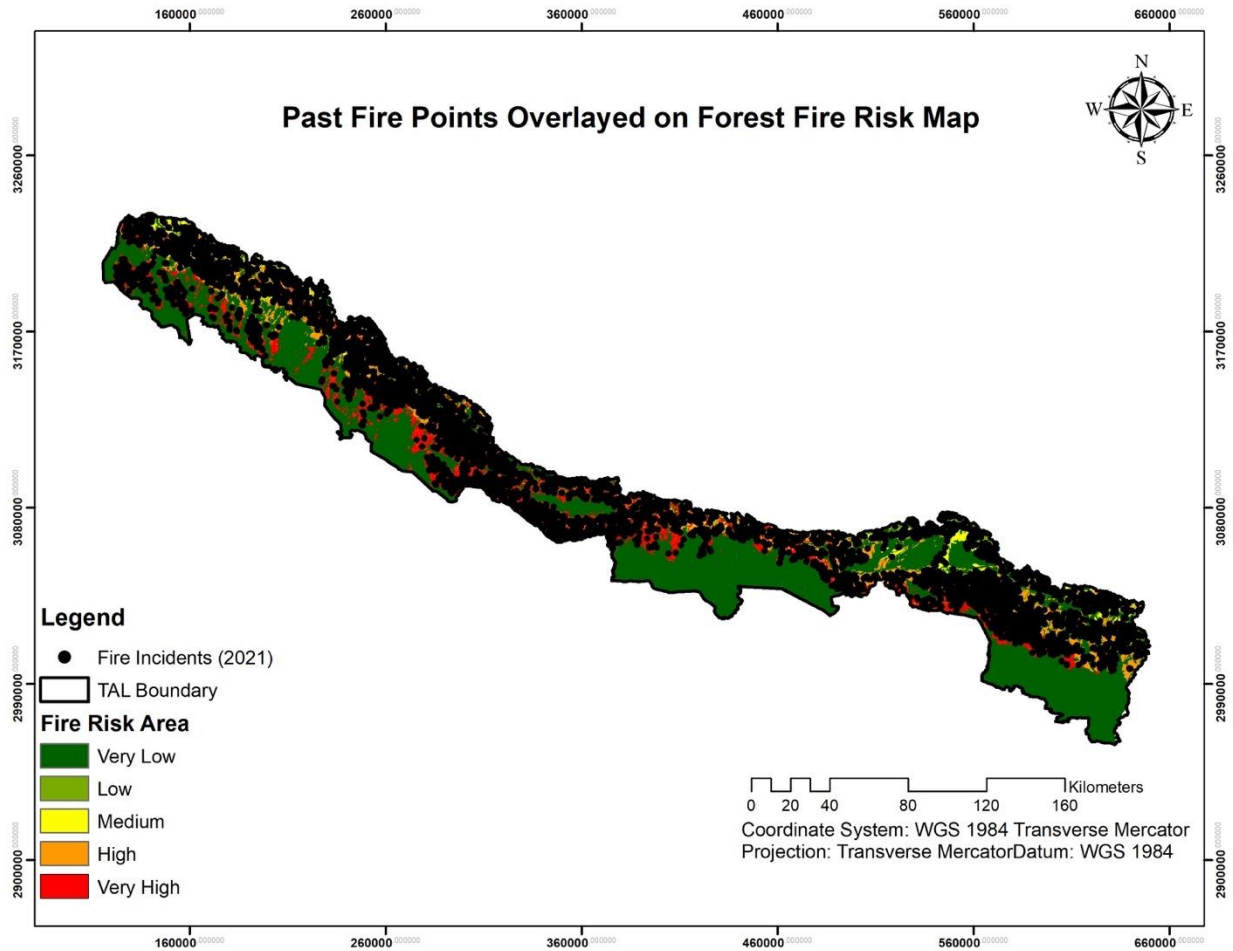 160000.000000 260000.000000 360000.000000 460000.000000 560000.000000 660000.000000
N
W E
S
Past Fire Points Overlayed on Forest Fire Risk Map
3260000.000000 3260000.000000
3170000.000000 3170000.000000
3080000.000000 3080000.000000
2990000.000000 2990000.000000
2900000.000000 2900000.000000
Legend
Fire Incidents (2021)
TAL Boundary
Fire Risk Area
Very Low
Low
Medium
High
Very High
Kilometers
0 20 40 80 120 160
Coordinate System: WGS 1984 Transverse Mercator
Projection: Transverse MercatorDatum: WGS 1984
160000.000000 260000.000000 360000.000000 460000.000000 560000.000000 660000.000000